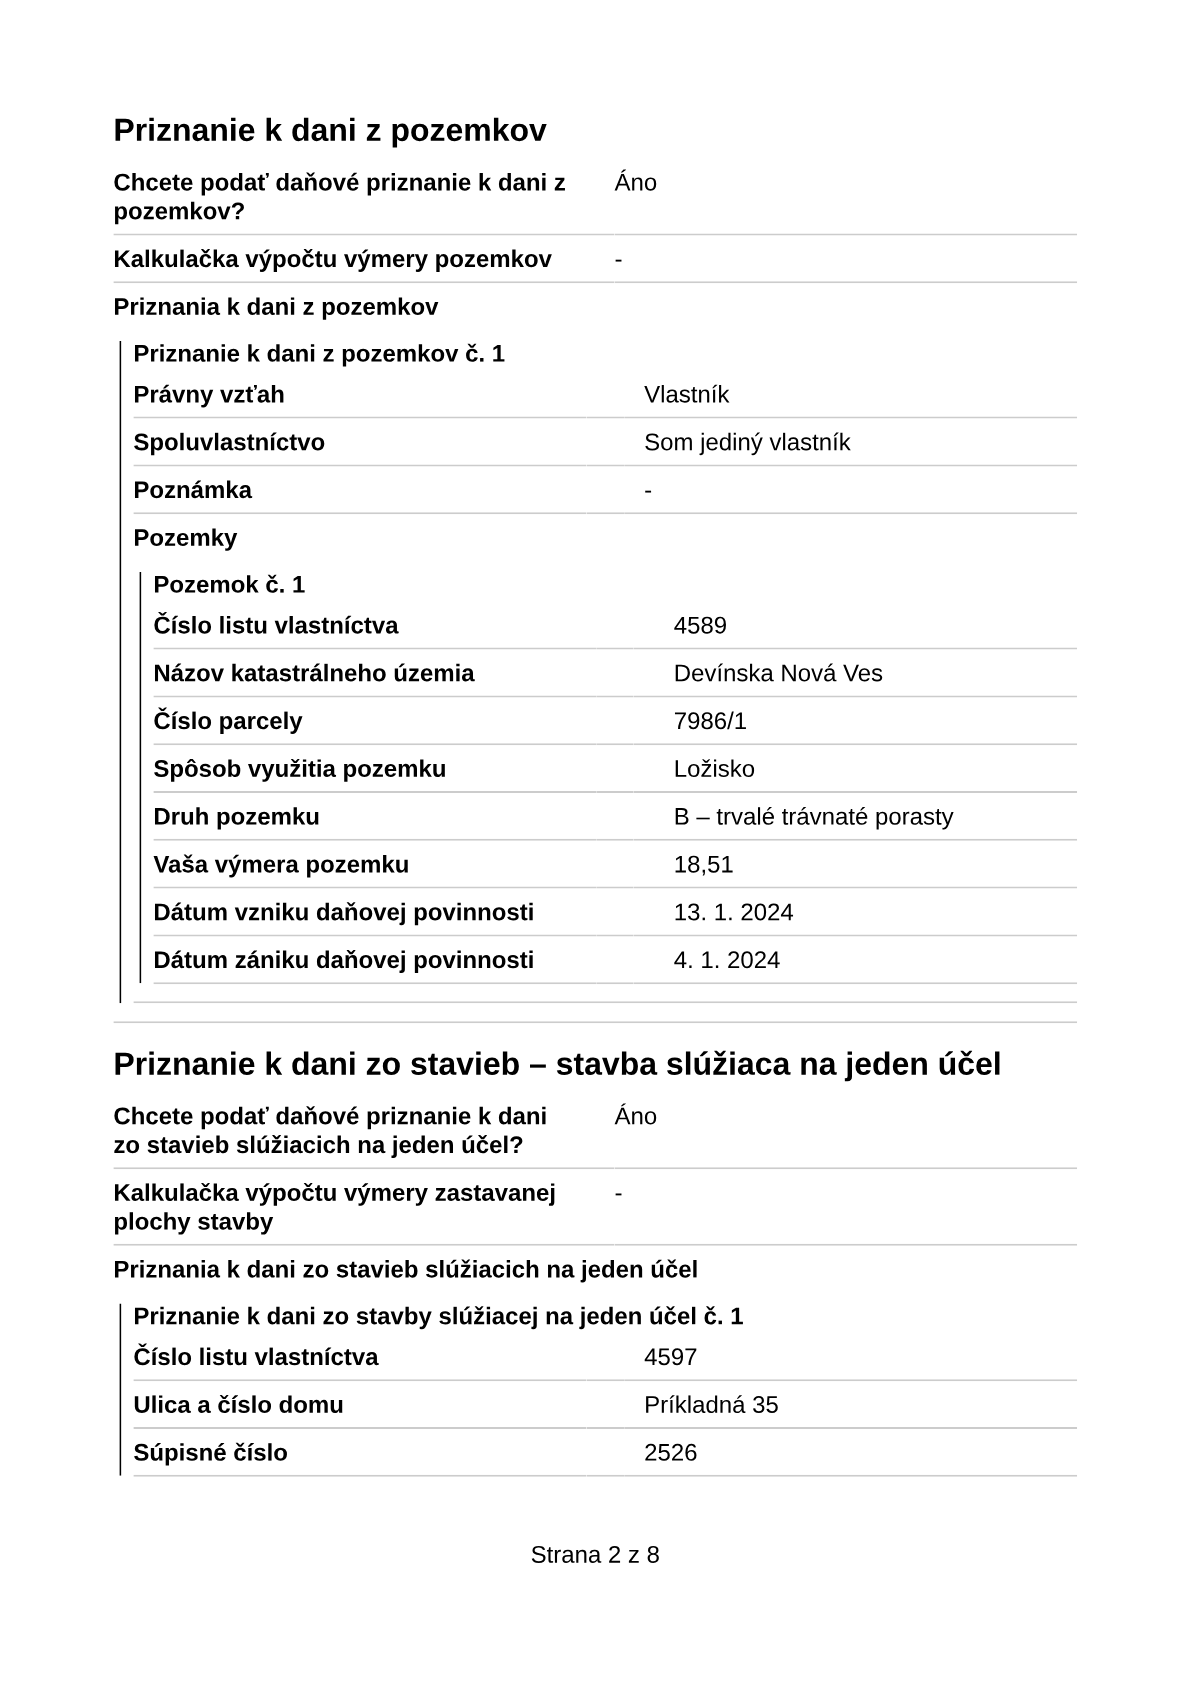 Priznanie k dani z pozemkov
Chcete podať daňové priznanie k dani z Áno
pozemkov?
Kalkulačka výpočtu výmery pozemkov -
Priznania k dani z pozemkov
Priznanie k dani z pozemkov č. 1
Právny vzťah Vlastník
Spoluvlastníctvo Som jediný vlastník
Poznámka -
Pozemky
Pozemok č. 1
Číslo listu vlastníctva 4589
Názov katastrálneho územia Devínska Nová Ves
Číslo parcely 7986/1
Spôsob využitia pozemku Ložisko
Druh pozemku B – trvalé trávnaté porasty
Vaša výmera pozemku 18,51
Dátum vzniku daňovej povinnosti 13. 1. 2024
Dátum zániku daňovej povinnosti 4. 1. 2024
Priznanie k dani zo stavieb – stavba slúžiaca na jeden účel
Chcete podať daňové priznanie k dani Áno
zo stavieb slúžiacich na jeden účel?
Kalkulačka výpočtu výmery zastavanej -
plochy stavby
Priznania k dani zo stavieb slúžiacich na jeden účel
Priznanie k dani zo stavby slúžiacej na jeden účel č. 1
Číslo listu vlastníctva 4597
Ulica a číslo domu Príkladná 35
Súpisné číslo 2526
Strana 2 z 8